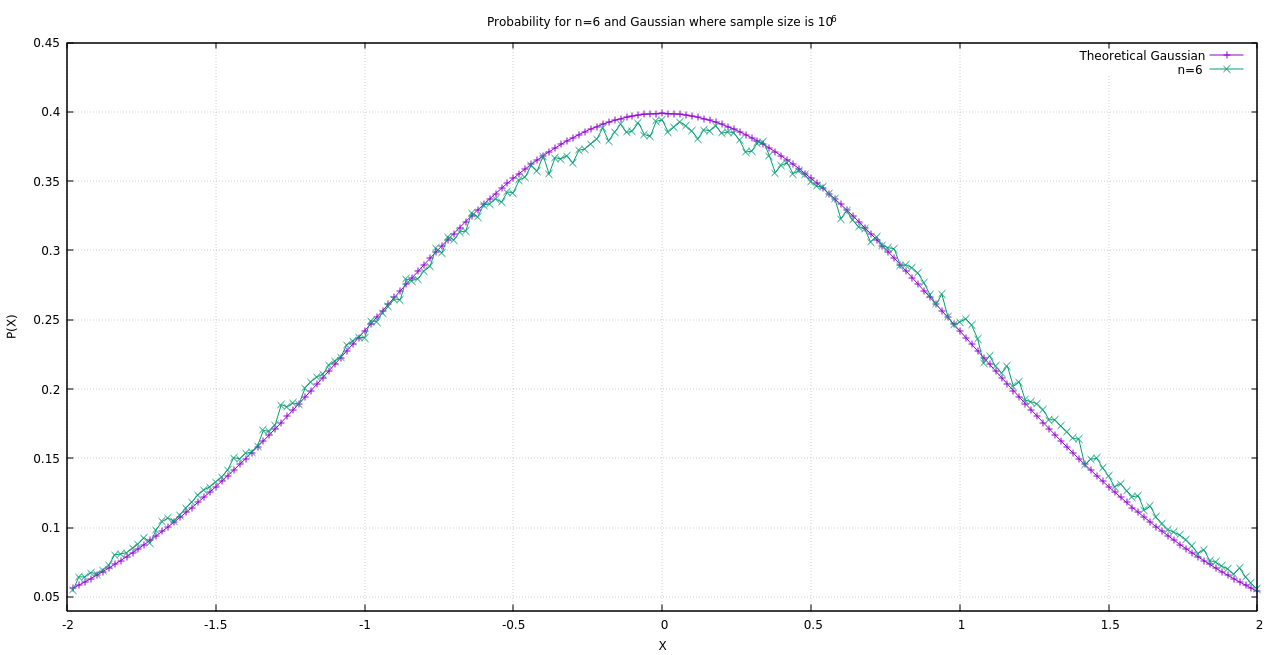 Probability for n=6 and Gaussian where sample size is 10⁶
0.45
Theoretical Gaussian
n=6
0.4
0.35
0.3
0.25
P(X)
0.2
0.15
0.1
0.05
-2 -1.5 -1 -0.5 0 0.5 1 1.5 2
X